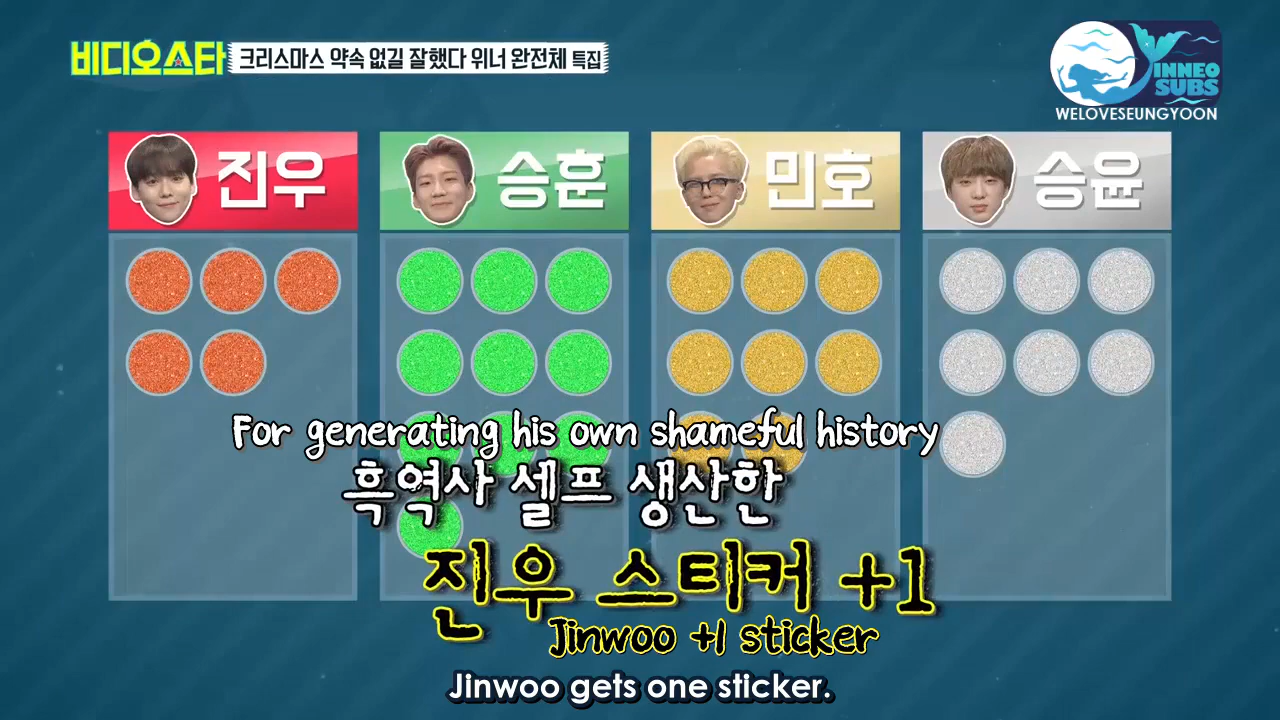 비디오스타 크리스마스 약속 없길 잘했다 위너 완전체 특집
INNEO
SUBS
WELOVESEUNGYOON
진우 승훈 민호 승윤
For generating his own shameful history
흑역사 셀프 생산한
진우 스티커 +1
Jinwoo +1 sticker
Jinwoo gets one sticker.